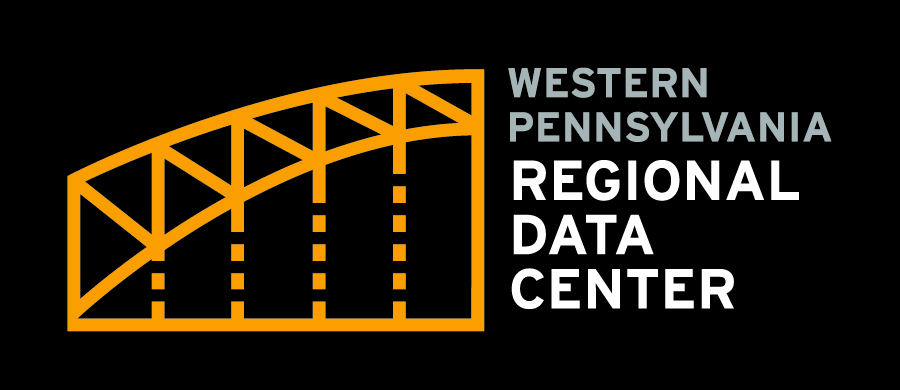 WESTERN
PENNSYLVANIA
REGIONAL
DATA
CENTER